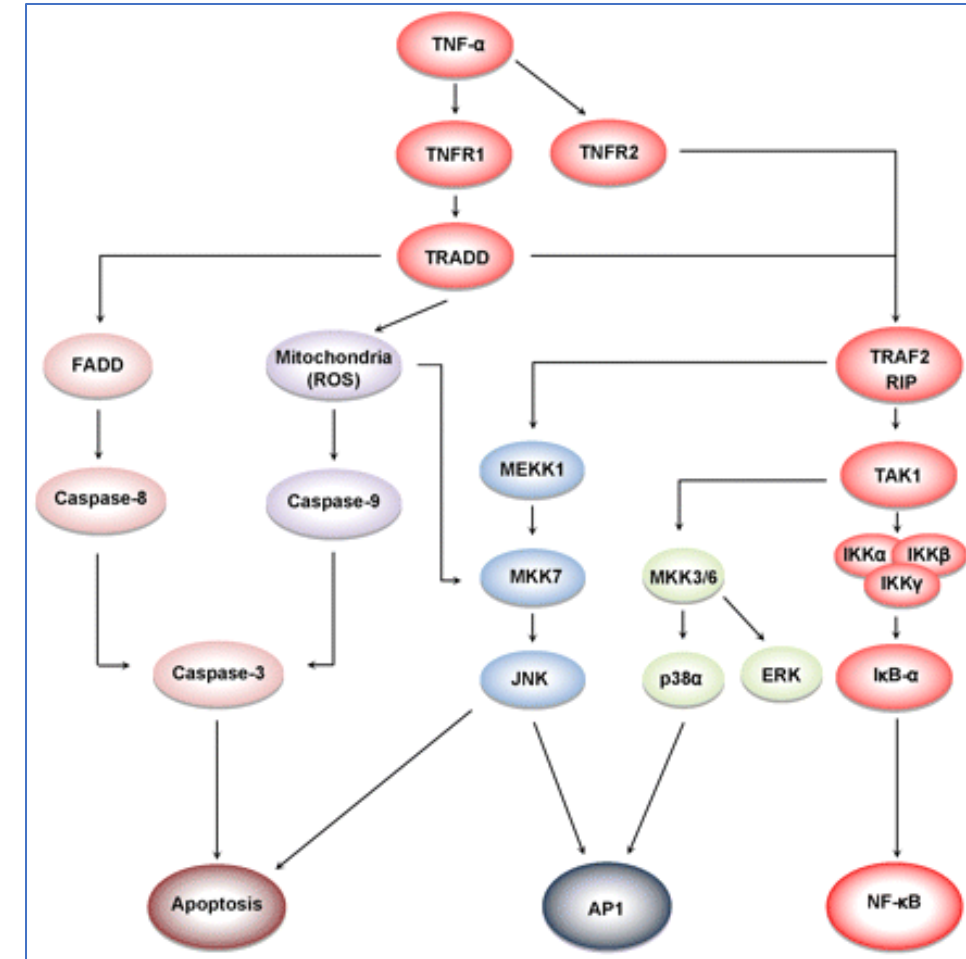 TNF-α
TNFR1
TNFR2
TRADD
FADD
Mitochondria
(ROS)
TRAF2
RIP
MEKK1
TAK1
Caspase-8
Caspase-9
IKKα
IKKβ
IKKγ
MKK7
MKK3/6
Caspase-3
JNK
p38α
ERK
IκB-α
Apoptosis
AP1
NF-κB